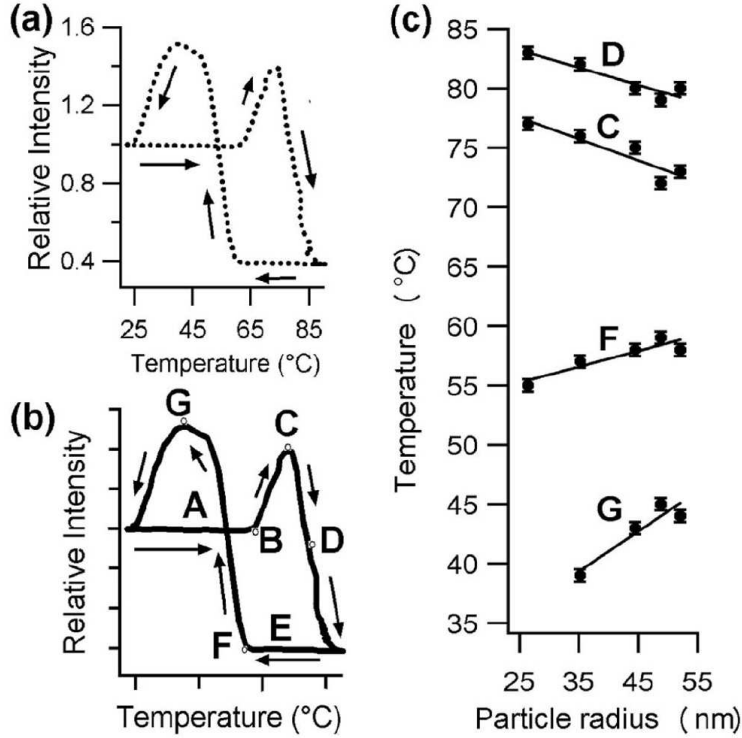 (a)
1.6
1.2
0.8
0.4
Relative Intensity
25 45 65 85
Temperature (°C)
(b)
G
C
A
B
D
F
E
Relative Intensity
Temperature (°C)
(c)
85
80
75
70
65
60
55
50
45
40
35
Temperature (°C)
D
C
F
G
25 35 45 55
Particle radius (nm)